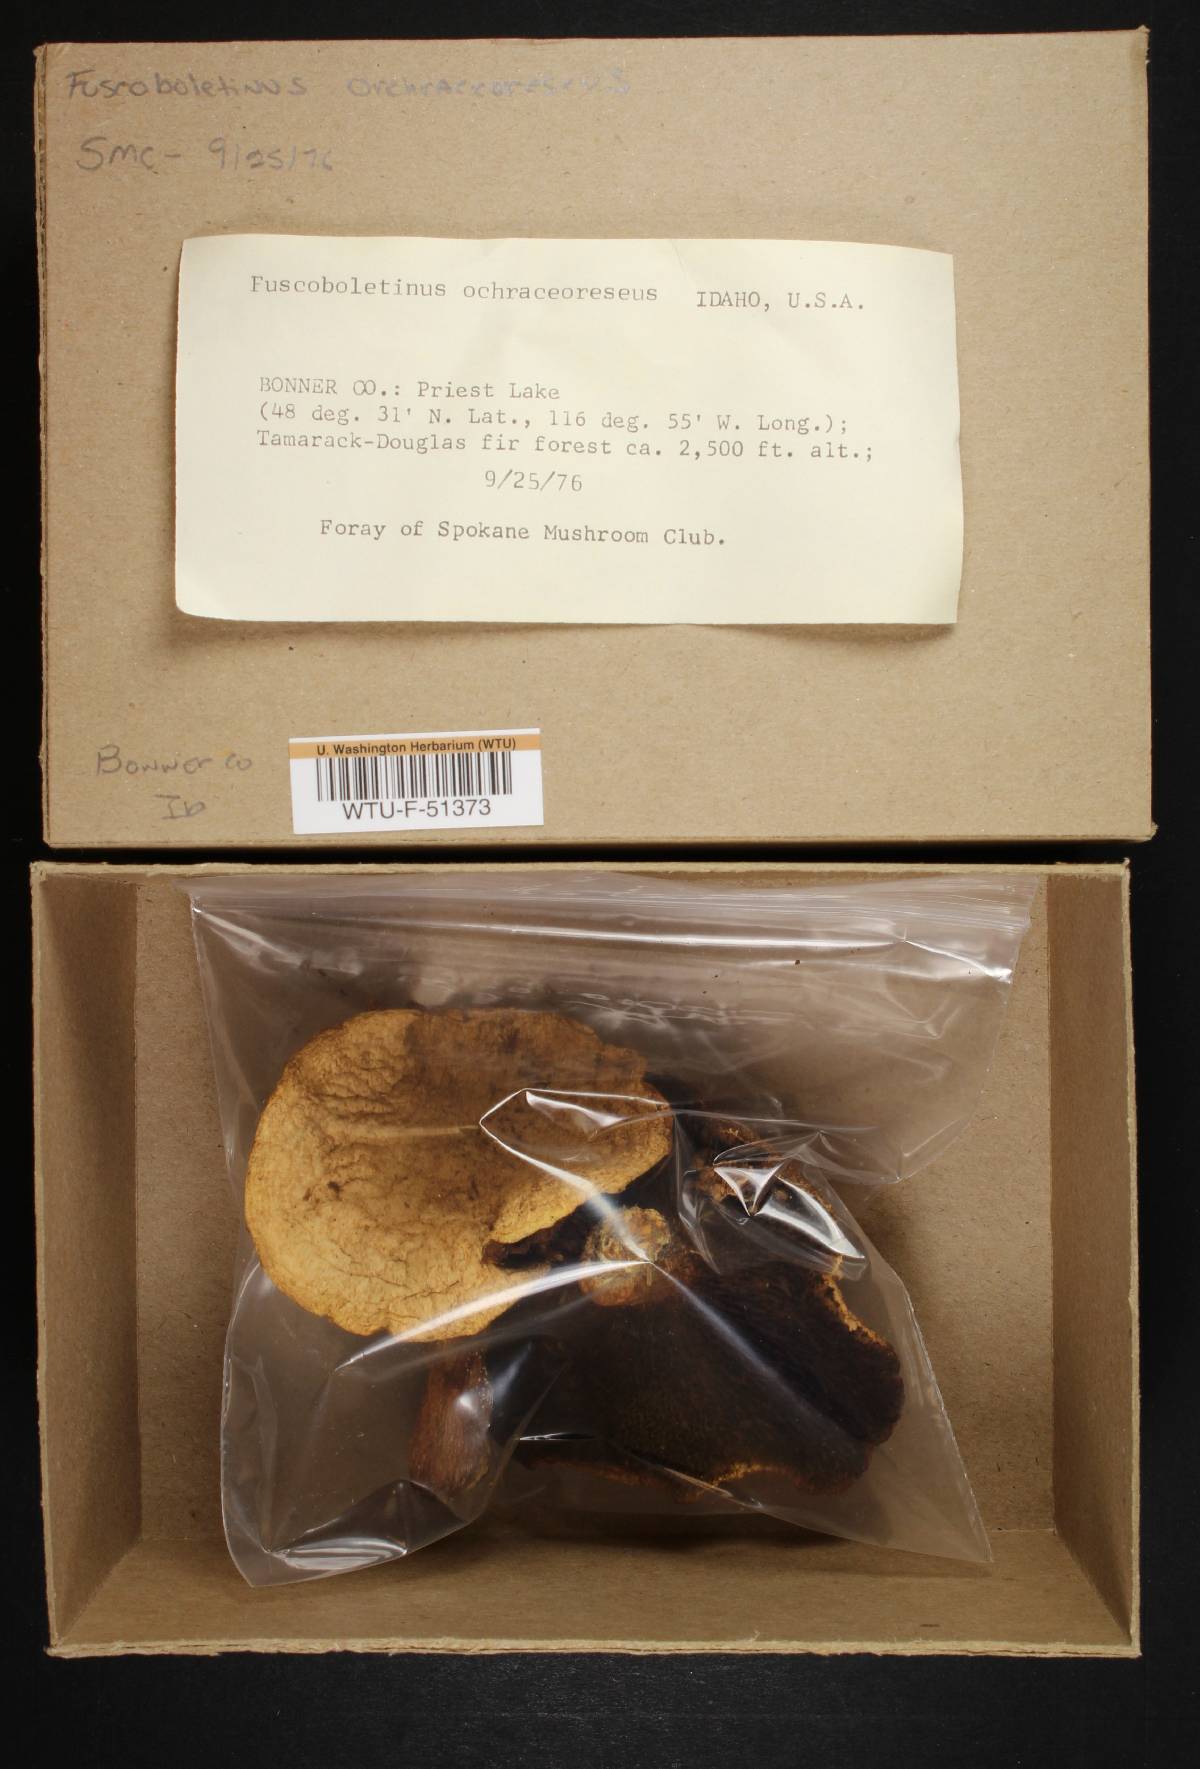 Fuscoboletinus Orchraceoreseus
SMC - 9/25/76
Fuscoboletinus ochraceoreseus IDAHO, U.S.A.
BONNER CO.: Priest Lake
(48 deg. 31' N. Lat., 116 deg. 55' W. Long.);
Tamarack-Douglas fir forest ca. 2,500 ft. alt.;
9/25/76
Foray of Spokane Mushroom Club.
Bonner Co
ID
U. Washington Herbarium (WTU)
WTU-F-51373